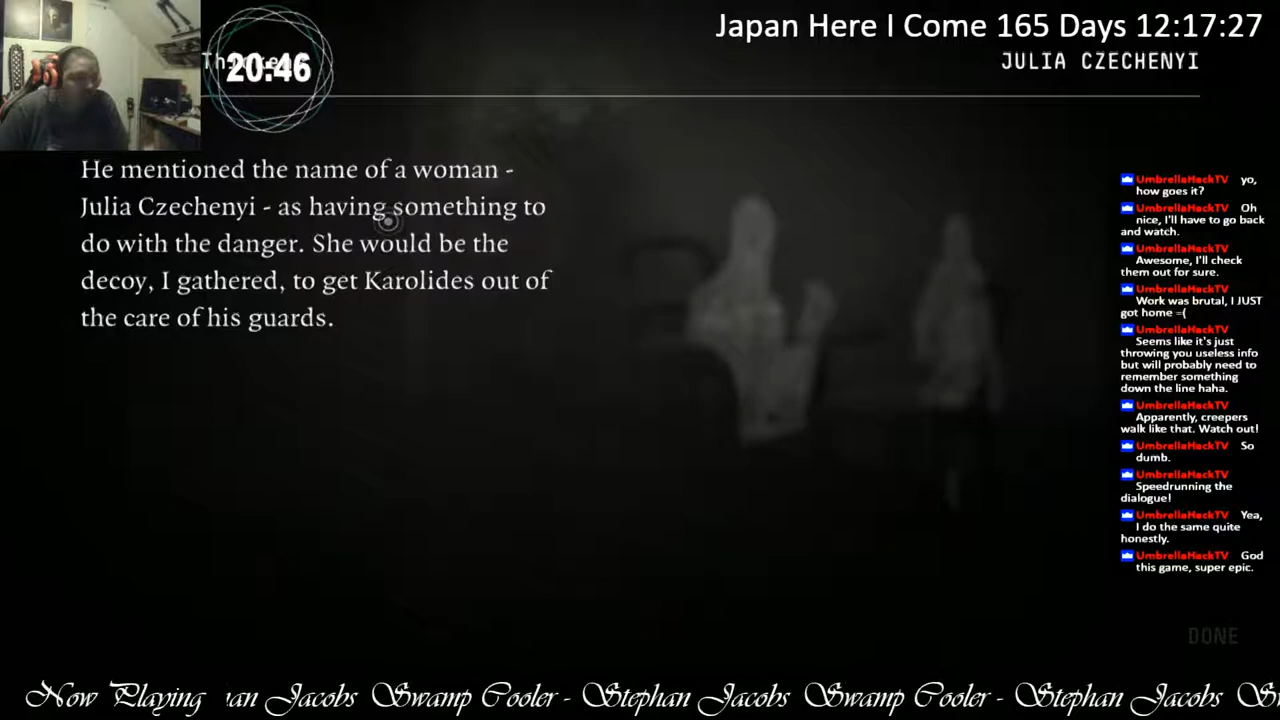 Japan Here I Come 165 Days 12:17:27
20:46
JULIA CZECHENYI
He mentioned the name of a woman -
Julia Czechenyi - as having something to
do with the danger. She would be the
decoy, I gathered, to get Karolides out of
the care of his guards.
UmbrellaHackTV yo,
how goes it?
UmbrellaHackTV Oh
nice, I'll have to go back
and watch.
UmbrellaHackTV
Awesome, I'll check
them out for sure.
UmbrellaHackTV
Work was brutal, I JUST
got home =(
UmbrellaHackTV
Seems like it's just
throwing you useless info
but will probably need to
remember something
down the line haha.
UmbrellaHackTV
Apparently, creepers
walk like that. Watch out!
UmbrellaHackTV So
dumb.
UmbrellaHackTV
Speedrunning the
dialogue!
UmbrellaHackTV Yea,
I do the same quite
honestly.
UmbrellaHackTV God
this game, super epic.
DONE
Now Playing an Jacobs Swamp Cooler - Stephan Jacobs Swamp Cooler - Stephan Jacobs